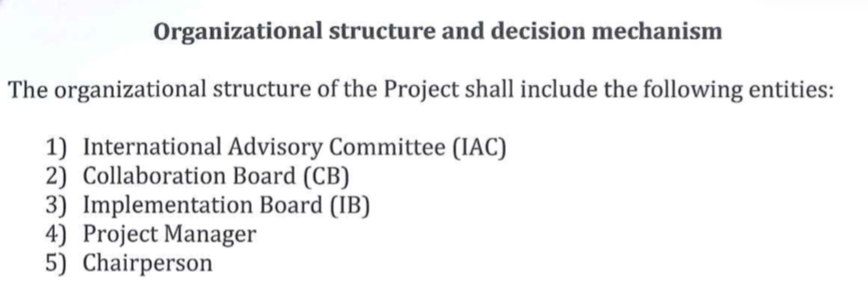 Organizational structure and decision mechanism
The organizational structure of the Project shall include the following entities:
1) International Advisory Committee (IAC)
2) Collaboration Board (CB)
3) Implementation Board (IB)
4) Project Manager
5) Chairperson